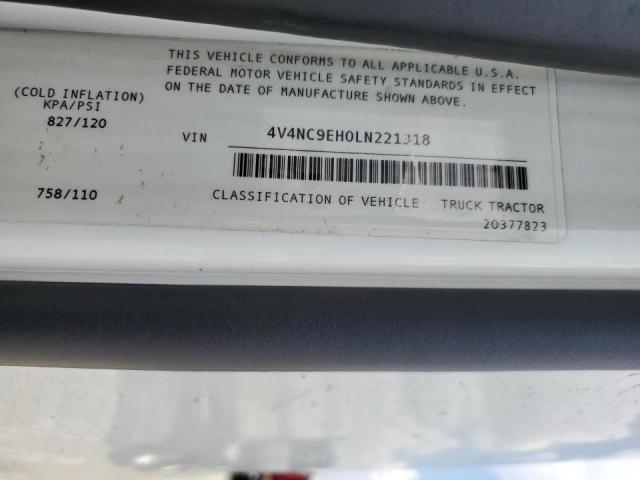 THIS VEHICLE CONFORMS TO ALL APPLICABLE U.S.A.
FEDERAL MOTOR VEHICLE SAFETY STANDARDS IN EFFECT
ON THE DATE OF MANUFACTURE SHOWN ABOVE.
(COLD INFLATION)
KPA/PSI
827/120
VIN 4V4NC9EH0LN221318
758/110
CLASSIFICATION OF VEHICLE TRUCK TRACTOR
20377823